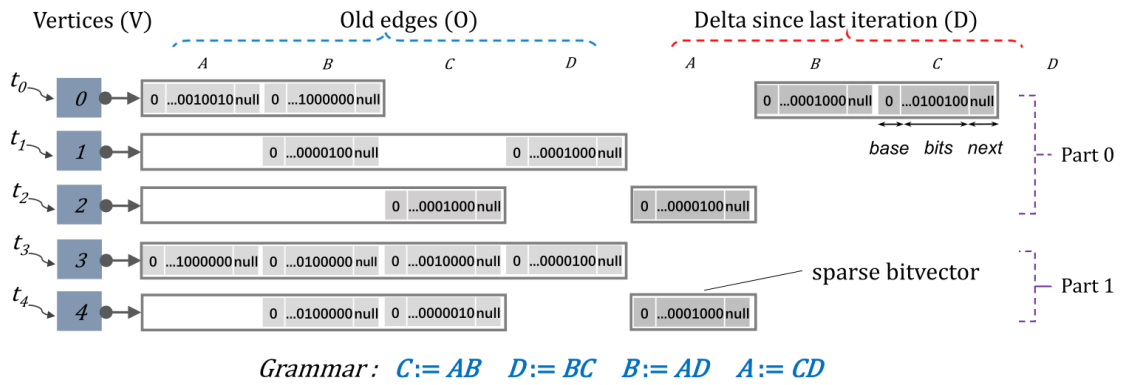 Vertices (V) Old edges (O) Delta since last iteration (D)
A B C D A B C D
t0 0 0 ...0010010 null 0 ...1000000 null 0 ...0001000 null 0 ...0100100 null
base bits next
t1 1 0 ...0000100 null 0 ...0001000 null
Part 0
t2 2 0 ...0001000 null 0 ...0000100 null
t3 3 0 ...1000000 null 0 ...0100000 null 0 ...0010000 null 0 ...0000100 null
sparse bitvector
Part 1
t4 4 0 ...0100000 null 0 ...0000010 null 0 ...0001000 null
Grammar : C:= AB D:= BC B:= AD A:= CD